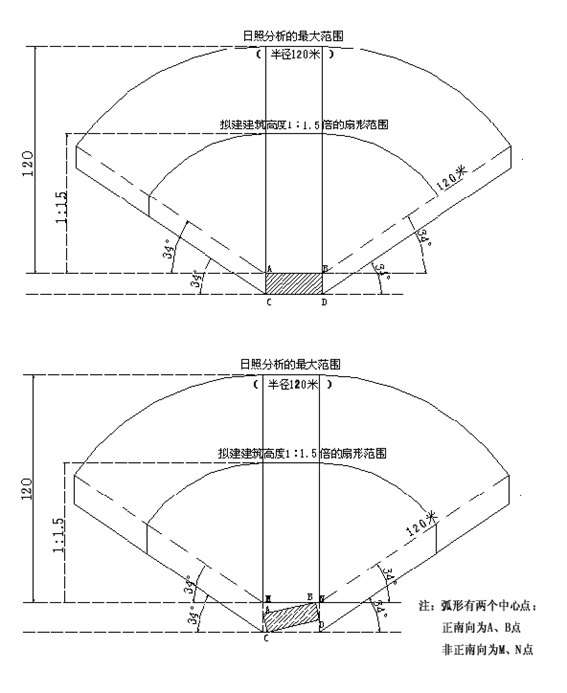 日照分析的最大范围
( 半径120米 )
拟建建筑高度1:1.5倍的扇形范围
120
1:1.5
120米
34°
34°
34°
34°
A
B
C
D
日照分析的最大范围
( 半径120米 )
拟建建筑高度1:1.5倍的扇形范围
120
1:1.5
120米
34°
34°
34°
34°
M
B
N
A
D
C
注: 弧形有两个中心点;
正南向为A、B点
非正南向为M、N点